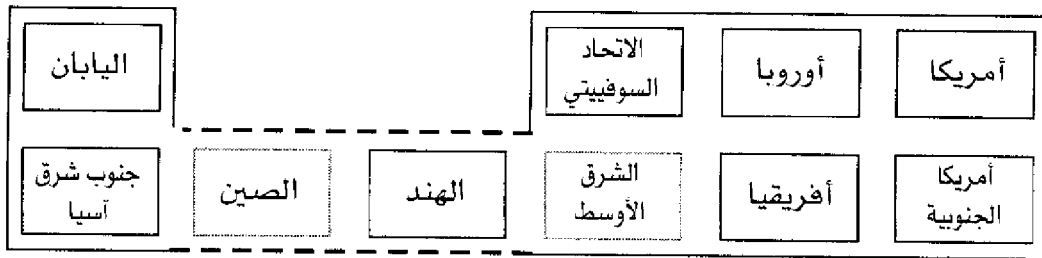 أمريكا
أوروبا
الاتحاد
السوفييتي
اليابان
أمريكا
الجنوبية
أفريقيا
الشرق
الأوسط
الهند
الصين
جنوب شرق
آسيا